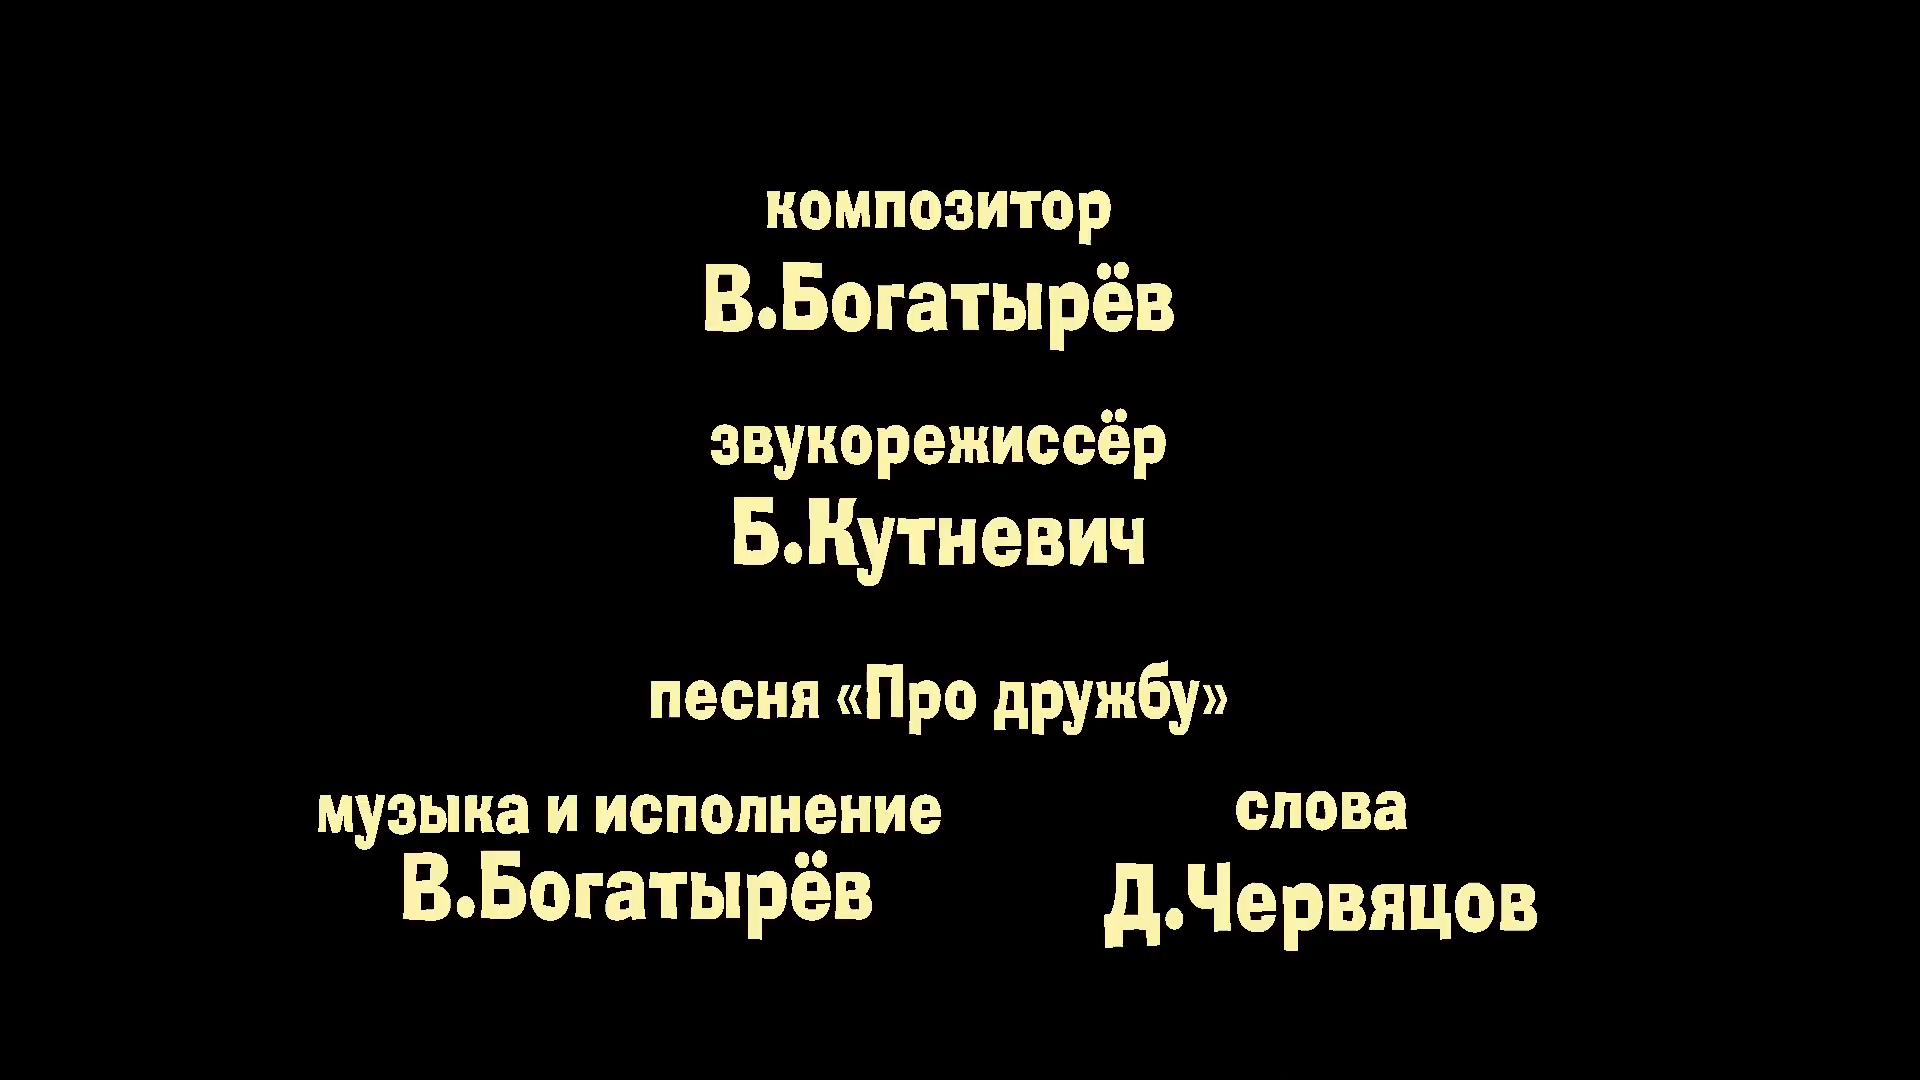 композитор
В.Богатырёв
звукорежиссёр
Б.Кутневич
песня «Про дружбу»
музыка и исполнение
В.Богатырёв
слова
Д.Червяцов